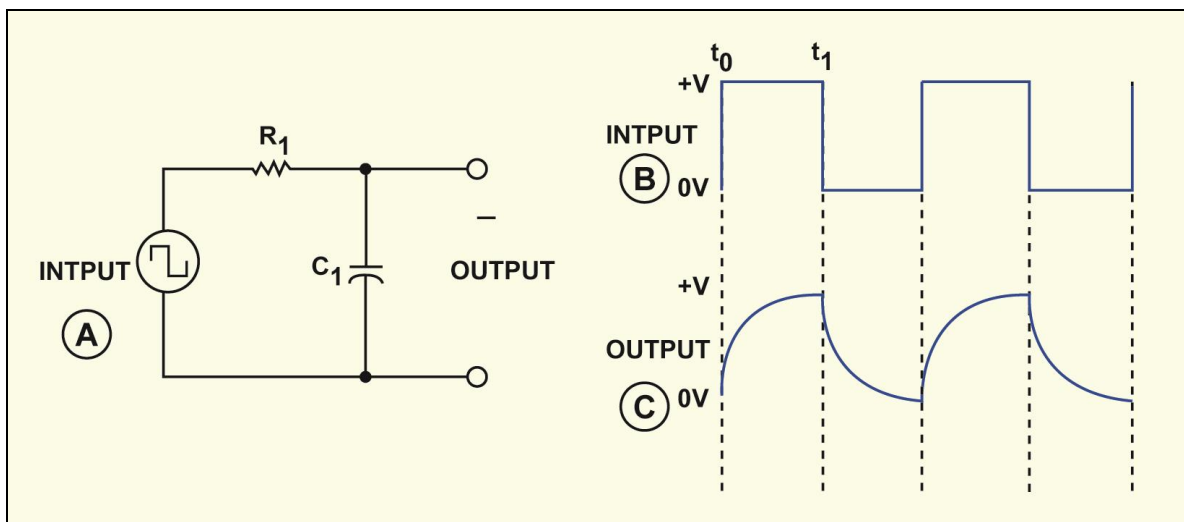 R1
INTPUT
A
C1
–
OUTPUT
t0 t1
+V
INTPUT
B
0V
+V
OUTPUT
C
0V